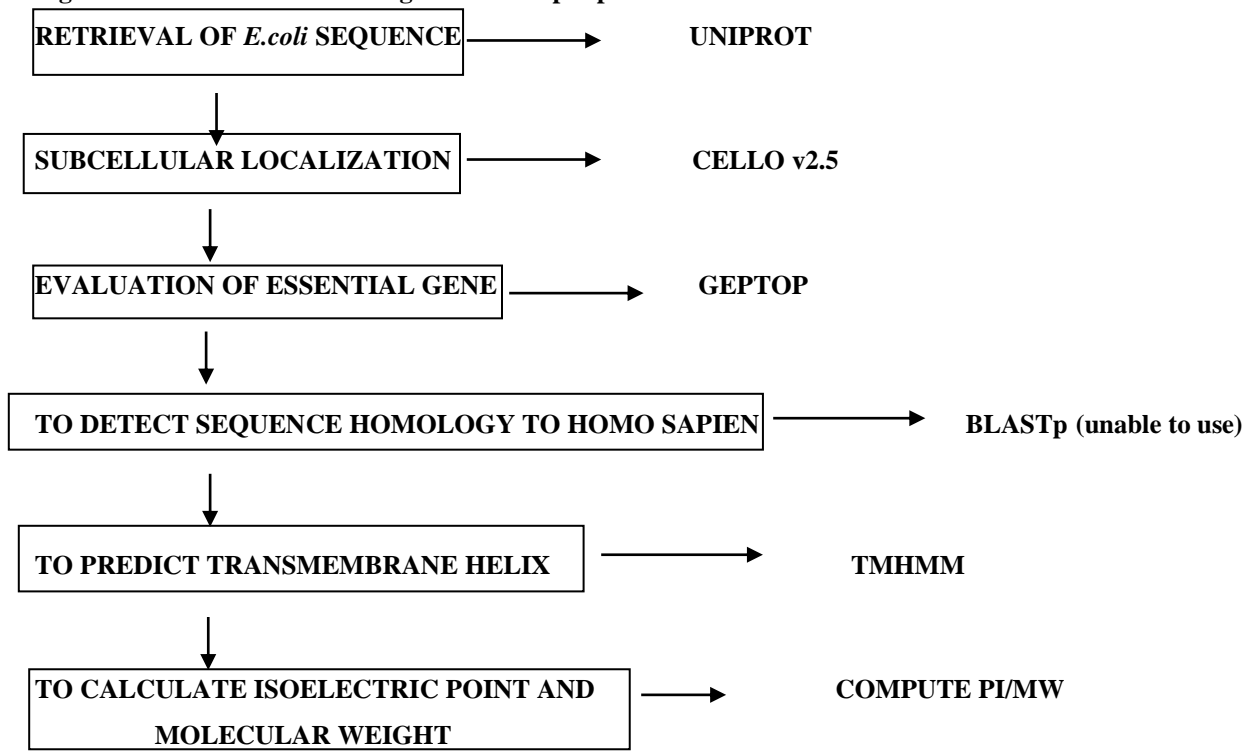 RETRIEVAL OF E.coli SEQUENCE
UNIPROT
SUBCELLULAR LOCALIZATION
CELLO v2.5
EVALUATION OF ESSENTIAL GENE
GEPTOP
TO DETECT SEQUENCE HOMOLOGY TO HOMO SAPIEN
BLASTp (unable to use)
TO PREDICT TRANSMEMBRANE HELIX
TMHMM
TO CALCULATE ISOELECTRIC POINT AND
MOLECULAR WEIGHT
COMPUTE PI/MW